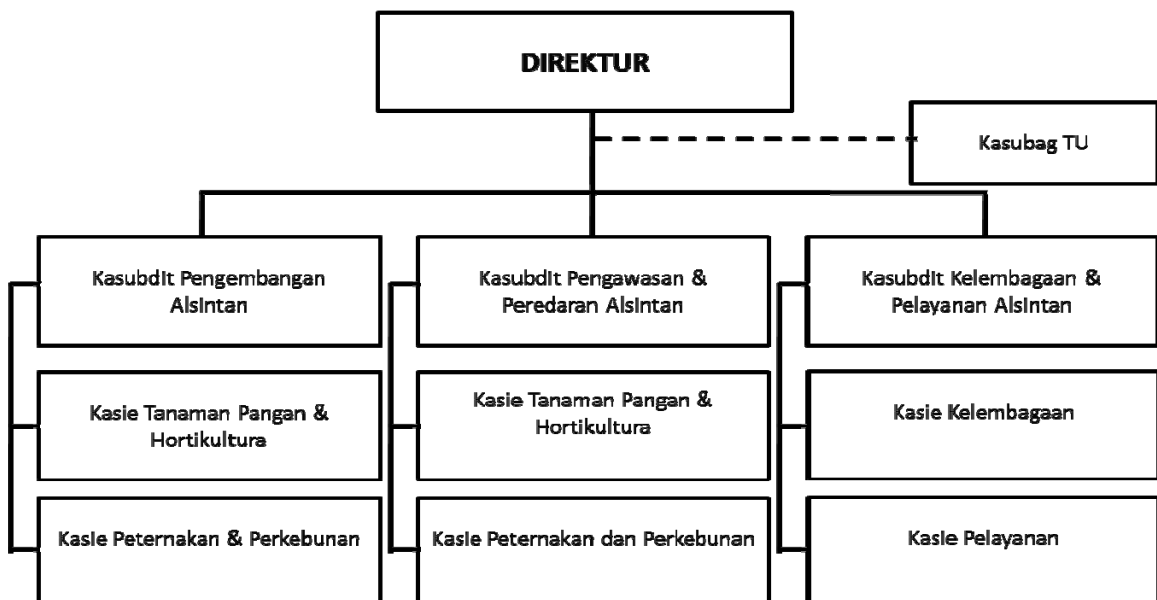 DIREKTUR
Kasubag TU
Kasubdit Pengembangan
Alsintan
Kasubdit Pengawasan &
Peredaran Alsintan
Kasubdit Kelembagaan &
Pelayanan Alsintan
Kasie Tanaman Pangan &
Hortikultura
Kasie Tanaman Pangan &
Hortikultura
Kasie Kelembagaan
Kasie Peternakan & Perkebunan
Kasie Peternakan dan Perkebunan
Kasie Pelayanan